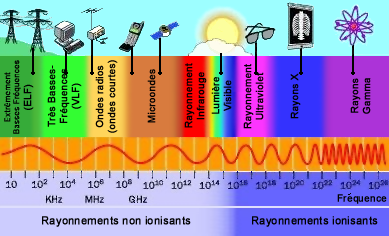 Extrêmement
Basses Fréquences
(ELF)
Très Basses-
Fréquences
(VLF)
Ondes radios
(ondes courtes)
Microondes
Rayonnement
Infrarouge
Lumière
Visible
Rayonnement
Ultraviolet
Rayons X
Rayons
Gamma
10 10² 10⁴ 10⁶ 10⁸ 10¹⁰ 10¹² 10¹⁴ 10¹⁶ 10¹⁸ 10²⁰ 10²² 10²⁴ 10²⁶
KHz MHz GHz Fréquence
Rayonnements non ionisants Rayonnements ionisants